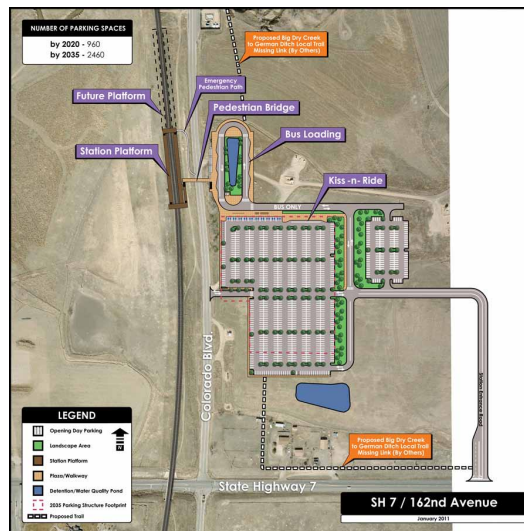 NUMBER OF PARKING SPACES
by 2020 - 960
by 2035 - 2460
Proposed Big Dry Creek
to German Ditch Local Trail
Missing Link (By Others)
Future Platform
Emergency
Pedestrian Path
Pedestrian Bridge
Station Platform
Bus Loading
Kiss -n- Ride
BUS ONLY
Colorado Blvd.
Station Entrance Road
LEGEND
Opening Day Parking
Landscape Area
Station Platform
Plaza/Walkway
Detention/Water Quality Pond
2035 Parking Structure Footprint
Proposed Trail
N
Proposed Big Dry Creek
to German Ditch Local Trail
Missing Link (By Others)
State Highway 7
SH 7 / 162nd Avenue
January 2011